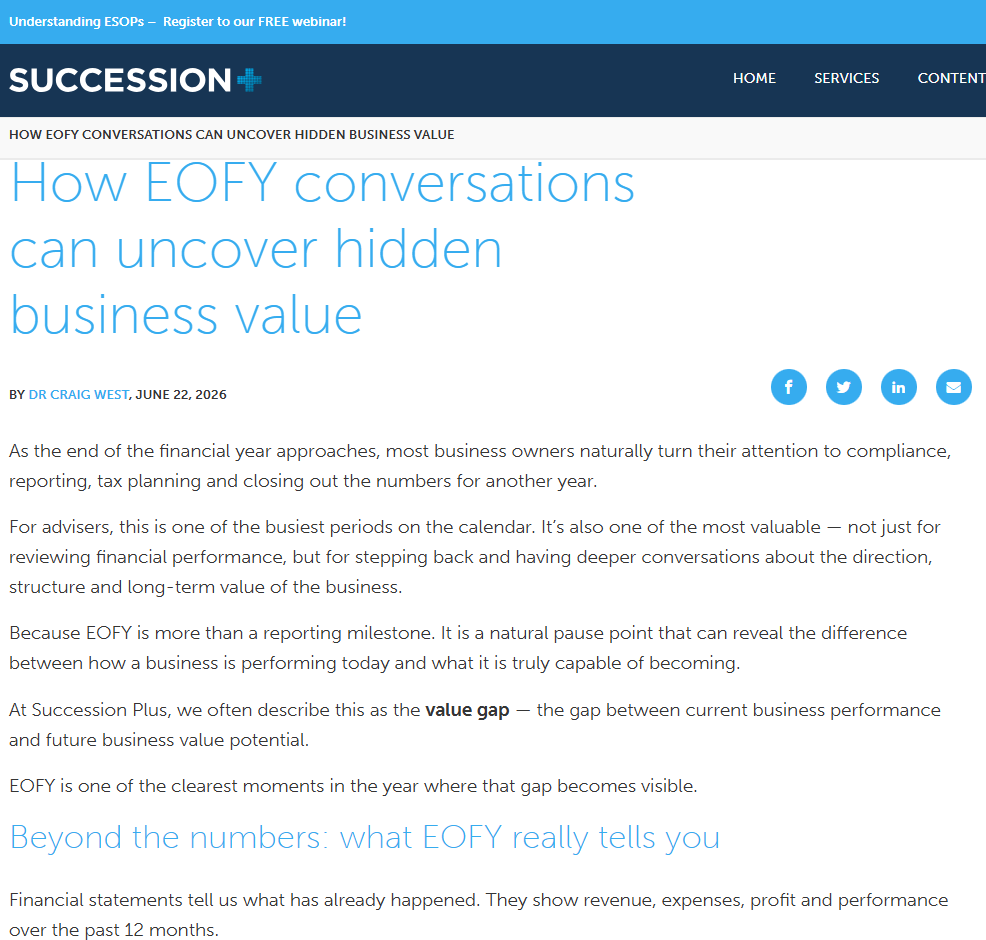 Understanding ESOPs – Register to our FREE webinar!
SUCCESSION
HOME
SERVICES
CONTENT
HOW EOFY CONVERSATIONS CAN UNCOVER HIDDEN BUSINESS VALUE
How EOFY conversations
can uncover hidden
business value
BY DR CRAIG WEST, JUNE 22, 2026
As the end of the financial year approaches, most business owners naturally turn their attention to compliance,
reporting, tax planning and closing out the numbers for another year.
For advisers, this is one of the busiest periods on the calendar. It’s also one of the most valuable — not just for
reviewing financial performance, but for stepping back and having deeper conversations about the direction,
structure and long-term value of the business.
Because EOFY is more than a reporting milestone. It is a natural pause point that can reveal the difference
between how a business is performing today and what it is truly capable of becoming.
At Succession Plus, we often describe this as the value gap — the gap between current business performance
and future business value potential.
EOFY is one of the clearest moments in the year where that gap becomes visible.
Beyond the numbers: what EOFY really tells you
Financial statements tell us what has already happened. They show revenue, expenses, profit and performance
over the past 12 months.